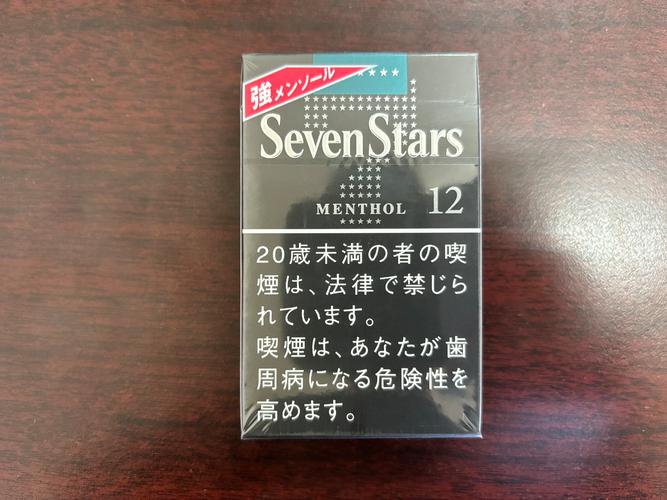 強メンソール
Seven Stars
MENTHOL 12
20歳未満の者の喫
煙は、法律で禁じら
れています。
喫煙は、あなたが歯
周病になる危険性を
高めます。